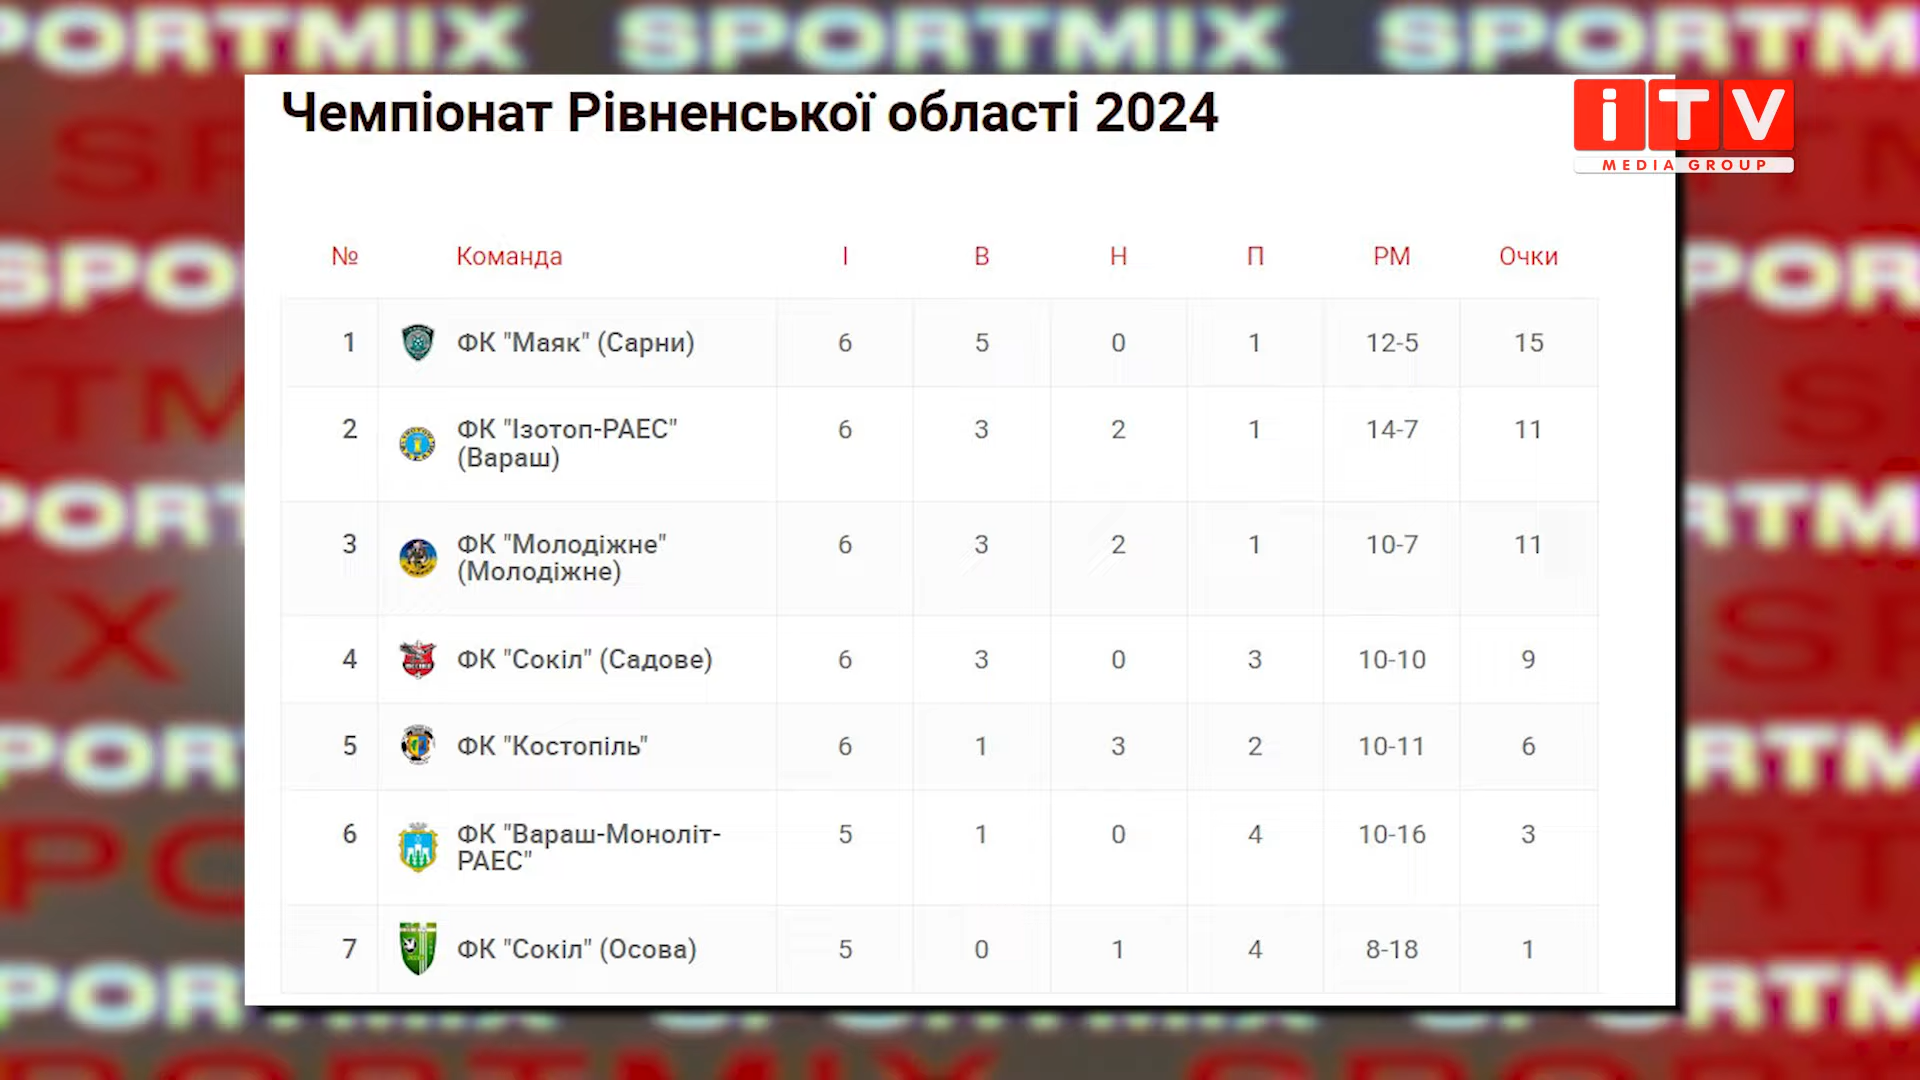 PORTMIX SPORTMIX SPORTM
Чемпіонат Рівненської області 2024
iTV
MEDIA GROUP
№ Команда І В Н П РМ Очки
1 ФК "Маяк" (Сарни) 6 5 0 1 12-5 15
2 ФК "Ізотоп-РАЕС" (Вараш) 6 3 2 1 14-7 11
3 ФК "Молодіжне" (Молодіжне) 6 3 2 1 10-7 11
4 ФК "Сокіл" (Садове) 6 3 0 3 10-10 9
5 ФК "Костопіль" 6 1 3 2 10-11 6
6 ФК "Вараш-Моноліт-РАЕС" 5 1 0 4 10-16 3
7 ФК "Сокіл" (Осова) 5 0 1 4 8-18 1